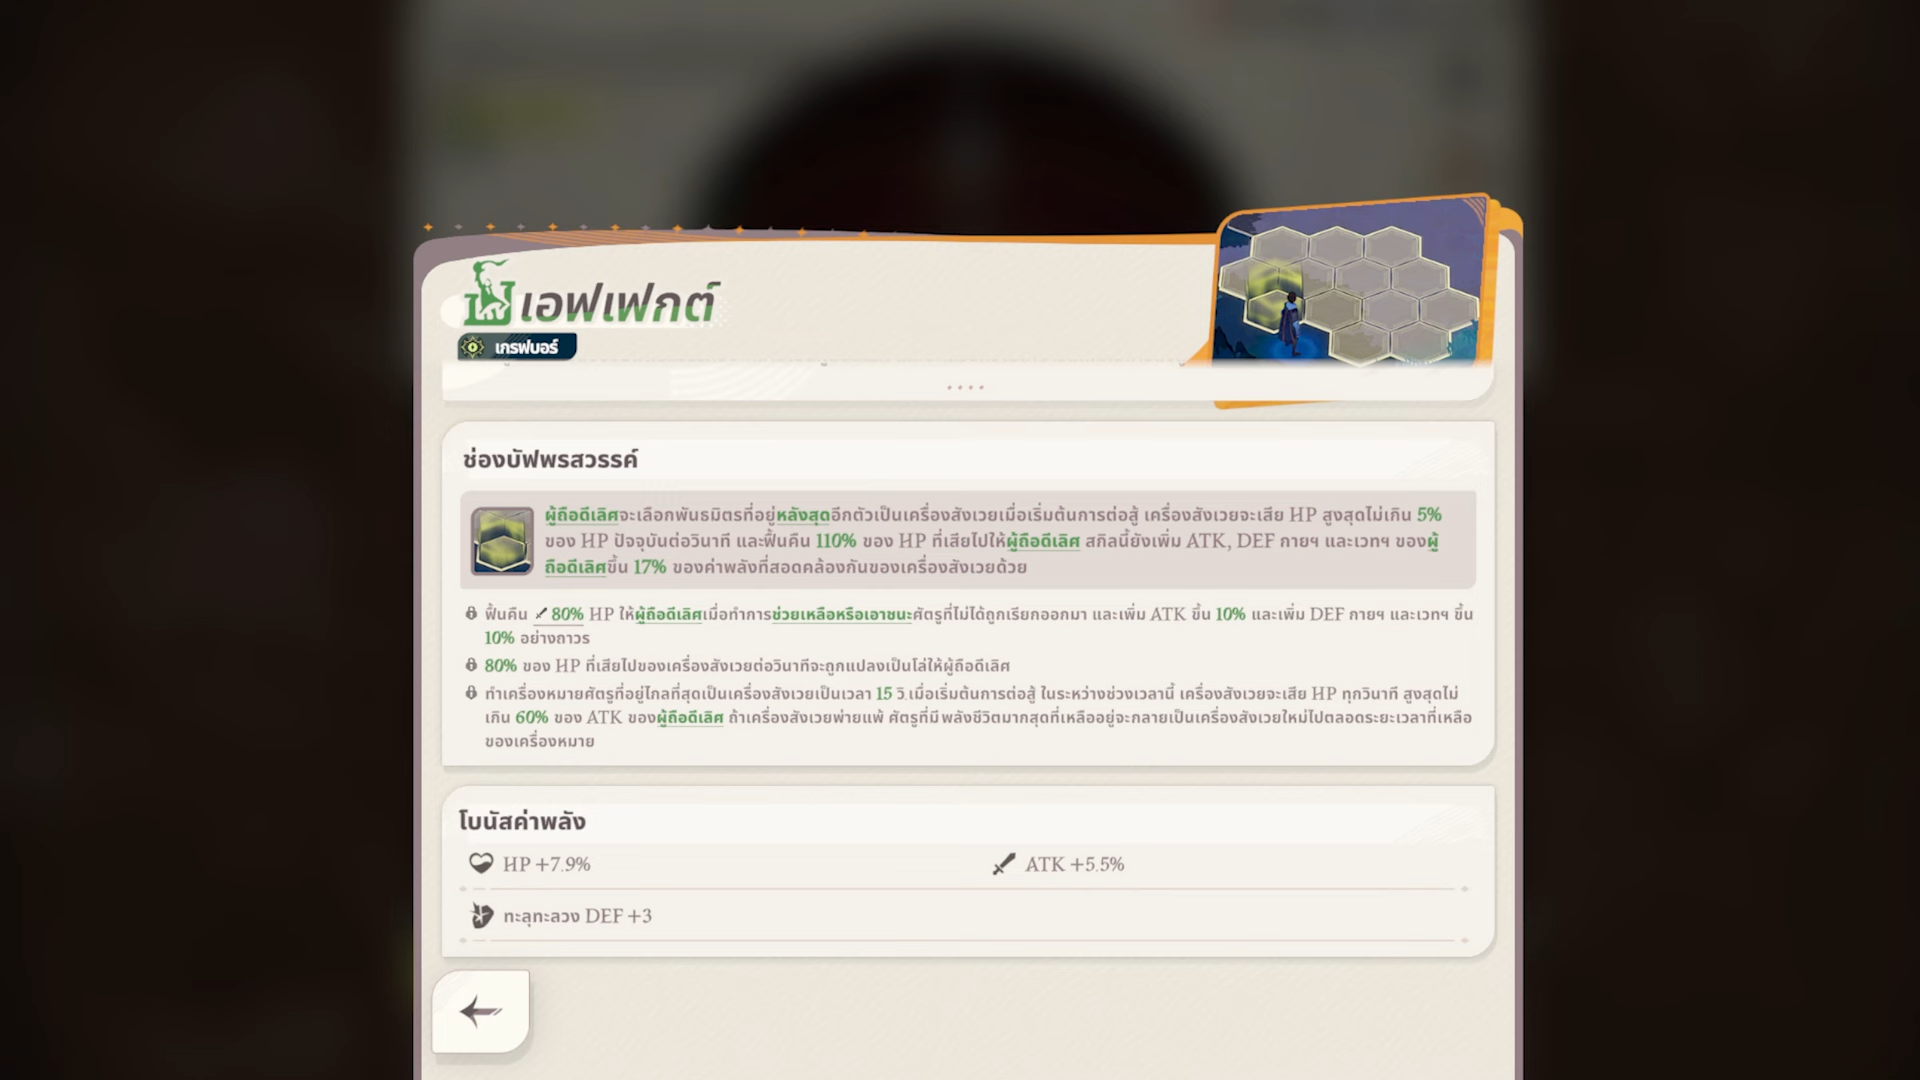 เอฟเฟกต์
เกรฟบอร์
ช่องบัฟพรสวรรค์
ผู้ถือดีเลิศจะเลือกพันธมิตรที่อยู่หลังสุดอีกตัวเป็นเครื่องสังเวยเมื่อเริ่มต้นการต่อสู้ เครื่องสังเวยจะเสีย HP สูงสุดไม่เกิน 5%
ของ HP ปัจจุบันต่อวินาที และฟื้นคืน 110% ของ HP ที่เสียไปให้ผู้ถือดีเลิศ สกิลนี้ยังเพิ่ม ATK, DEF กายฯ และเวทฯ ของผู้
ถือดีเลิศขึ้น 17% ของค่าพลังที่สอดคล้องกันของเครื่องสังเวยด้วย
ฟื้นคืน 80% HP ให้ผู้ถือดีเลิศเมื่อทำการช่วยเหลือหรือเอาชนะศัตรูที่ไม่ได้ถูกเรียกออกมา และเพิ่ม ATK ขึ้น 10% และเพิ่ม DEF กายฯ และเวทฯ ขึ้น
10% อย่างถาวร
80% ของ HP ที่เสียไปของเครื่องสังเวยต่อวินาทีจะถูกแปลงเป็นโล่ให้ผู้ถือดีเลิศ
ทำเครื่องหมายศัตรูที่อยู่ไกลที่สุดเป็นเครื่องสังเวยเป็นเวลา 15 วิ.เมื่อเริ่มต้นการต่อสู้ ในระหว่างช่วงเวลานี้ เครื่องสังเวยจะเสีย HP ทุกวินาที สูงสุดไม่
เกิน 60% ของ ATK ของผู้ถือดีเลิศ ถ้าเครื่องสังเวยพ่ายแพ้ ศัตรูที่มีพลังชีวิตมากสุดที่เหลืออยู่จะกลายเป็นเครื่องสังเวยใหม่ไปตลอดระยะเวลาที่เหลือ
ของเครื่องหมาย
โบนัสค่าพลัง
HP +7.9%
ATK +5.5%
ทะลุทะลวง DEF +3